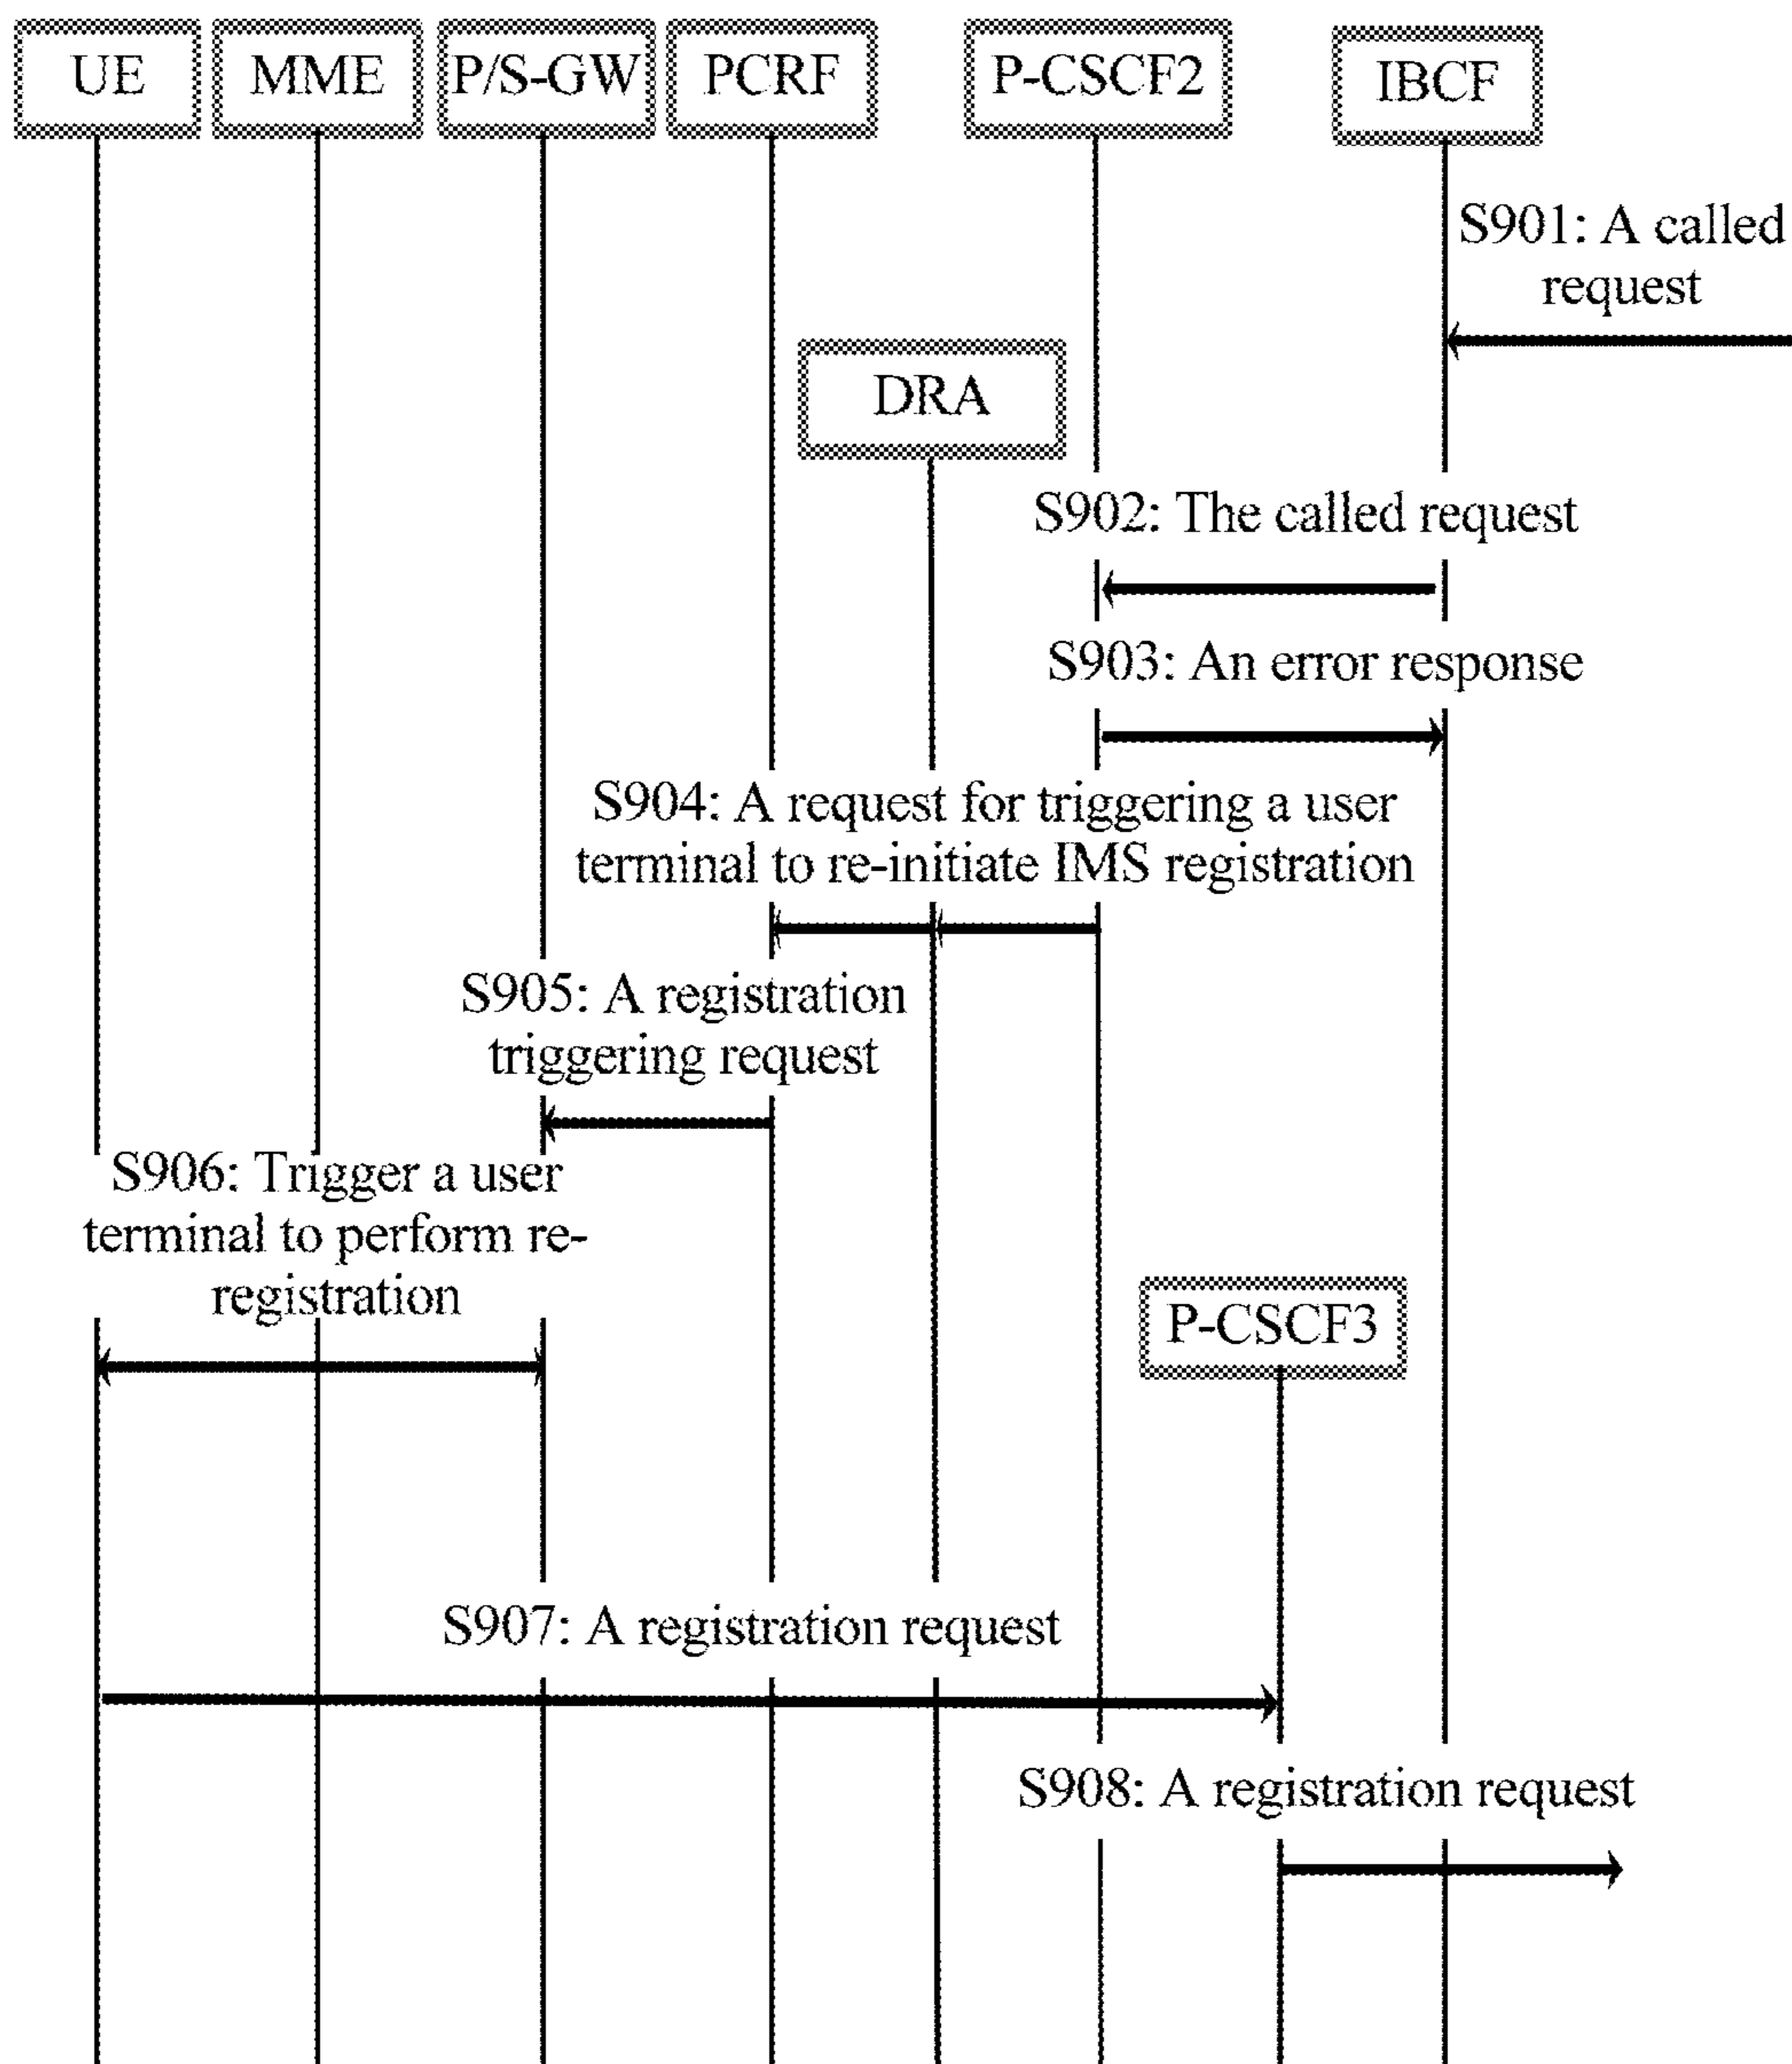 UE
MME
P/S-GW
PCRF
P-CSCF2
IBCF
S901: A called
request
DRA
S902: The called request
S903: An error response
S904: A request for triggering a user
terminal to re-initiate IMS registration
S905: A registration
triggering request
S906: Trigger a user
terminal to perform re-
registration
P-CSCF3
S907: A registration request
S908: A registration request